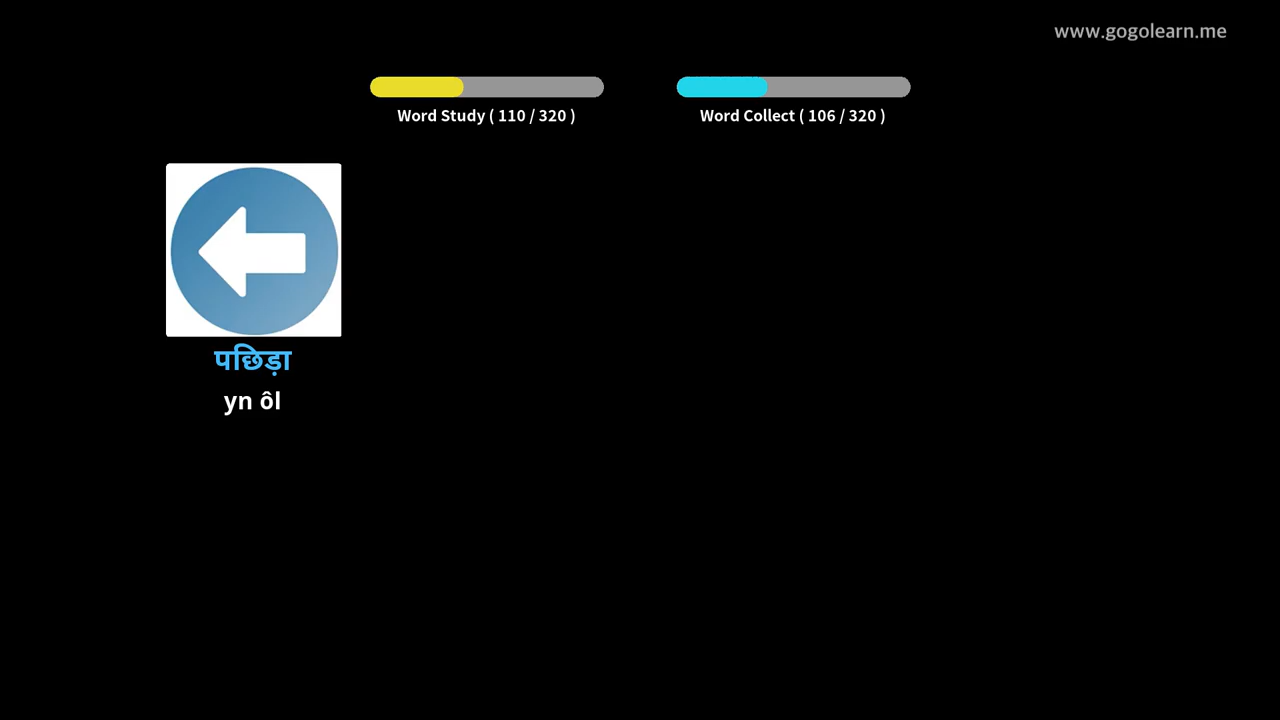 www.gogolearn.me
Word Study ( 110 / 320 )
Word Collect ( 106 / 320 )
पछिड़ा
yn ôl